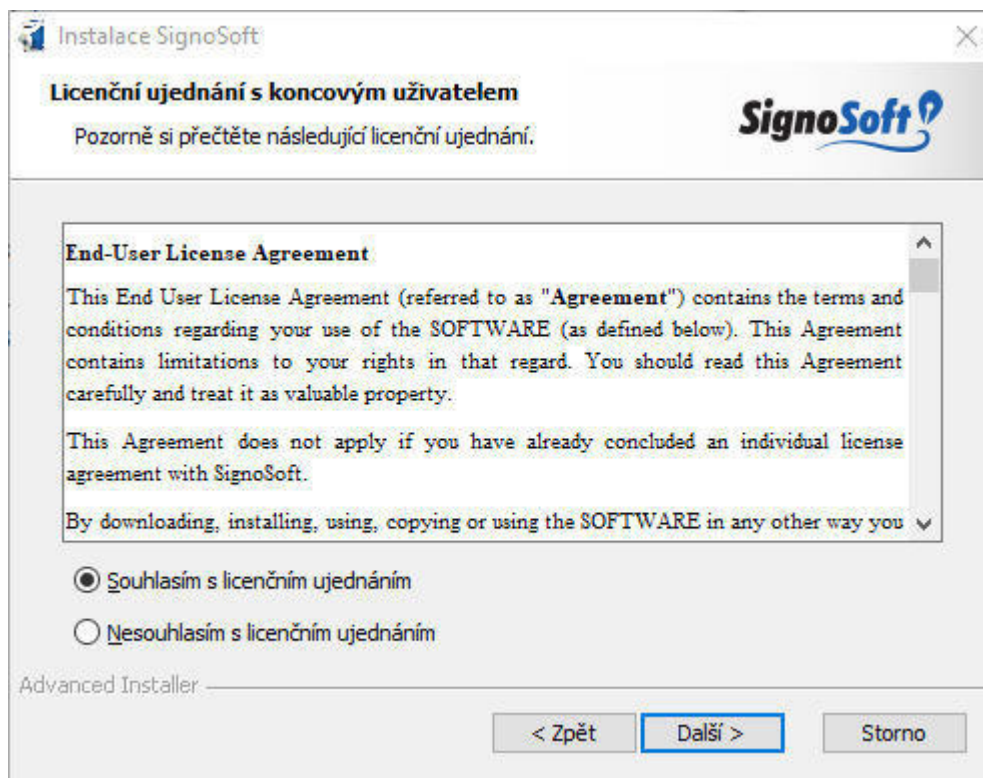 Instalace SignoSoft
Licenční ujednání s koncovým uživatelem
Pozorně si přečtěte následující licenční ujednání.
SignoSoft
End-User License Agreement
This End User License Agreement (referred to as "Agreement") contains the terms and
conditions regarding your use of the SOFTWARE (as defined below). This Agreement
contains limitations to your rights in that regard. You should read this Agreement
carefully and treat it as valuable property.
This Agreement does not apply if you have already concluded an individual license
agreement with SignoSoft.
By downloading, installing, using, copying or using the SOFTWARE in any other way you
Souhlasím s licenčním ujednáním
Nesouhlasím s licenčním ujednáním
Advanced Installer
< Zpět
Další >
Storno